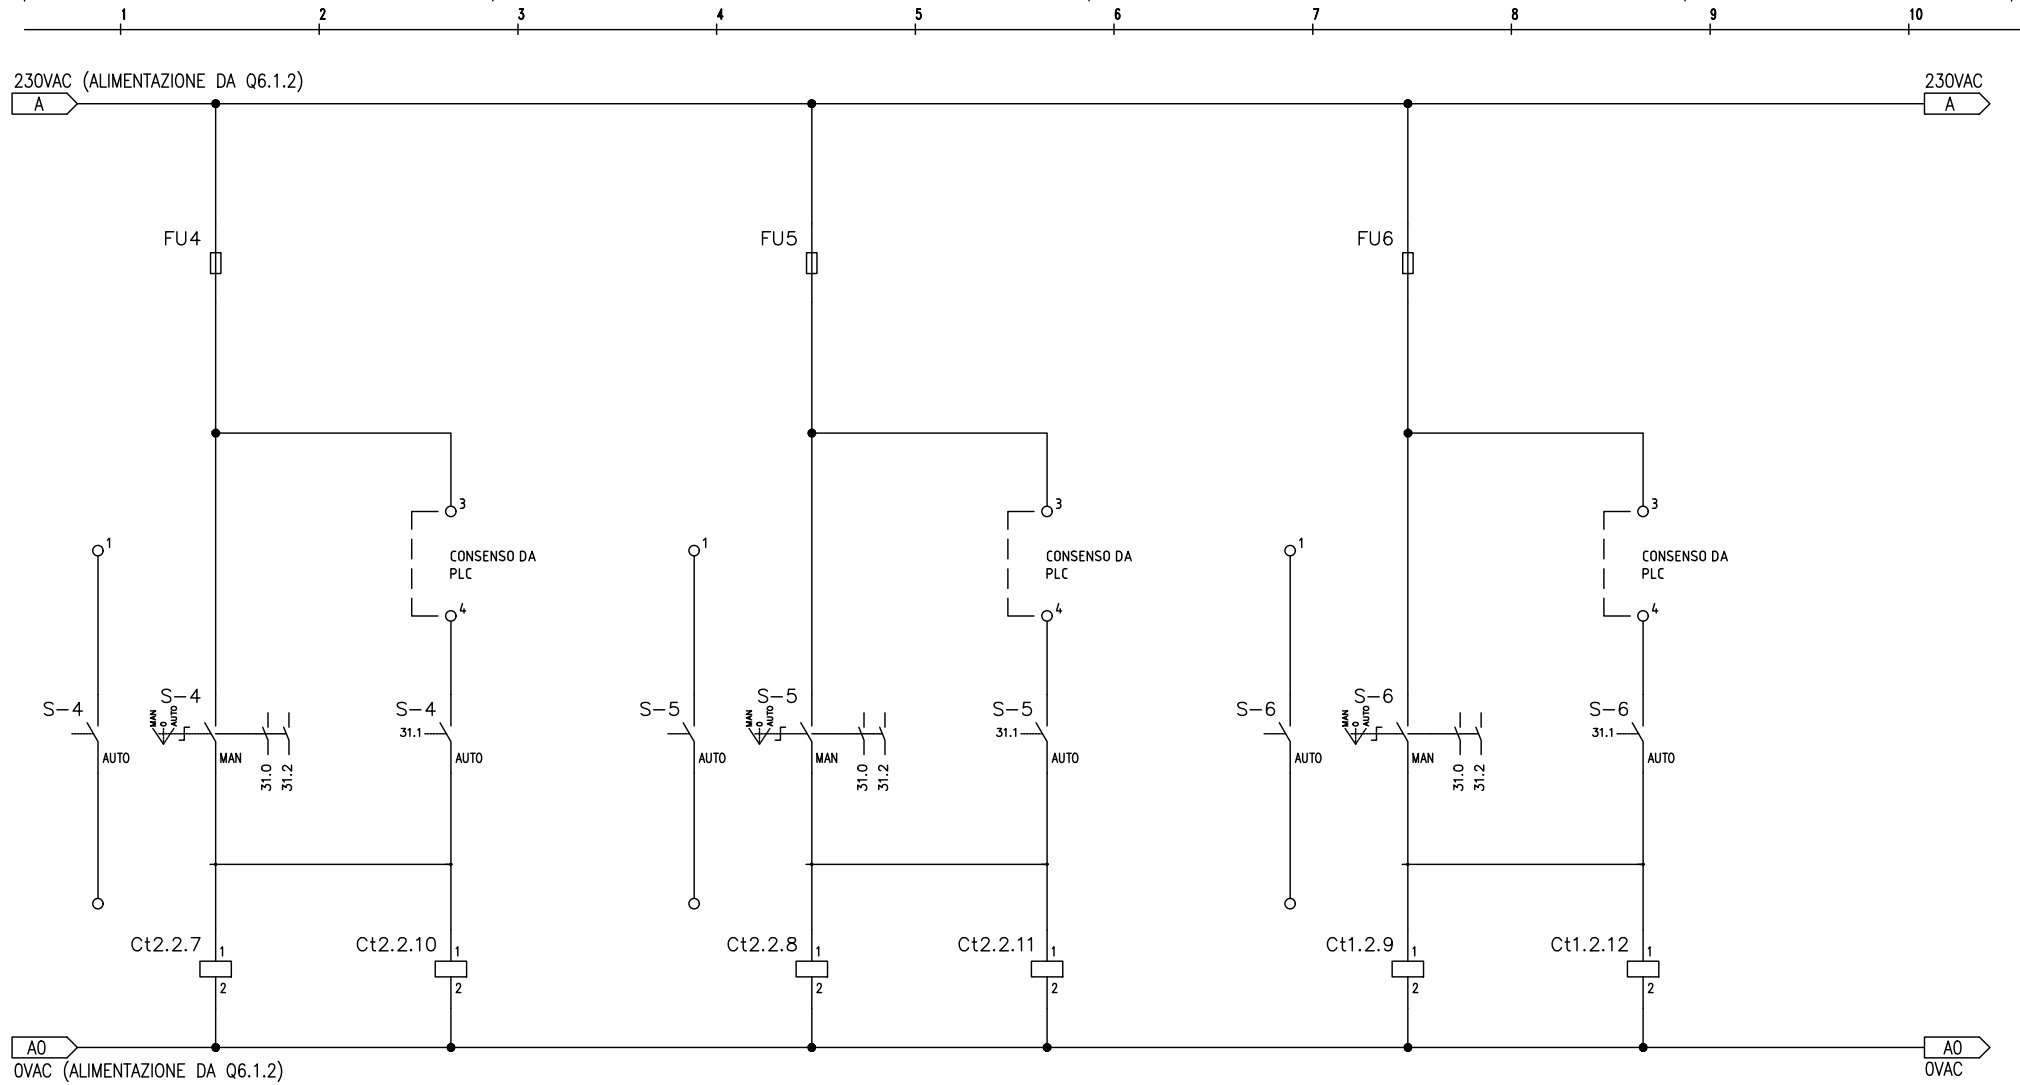 1 2 3 4 5 6 7 8 9 10
230VAC (ALIMENTAZIONE DA Q6.1.2)
230VAC
A
A
FU4
FU5
FU6
3
3
3
1
1
1
CONSENSO DA
PLC
CONSENSO DA
PLC
CONSENSO DA
PLC
4
4
4
S-4
MAN
0
AUTO
S-4
S-4
31.1
AUTO
MAN
31.0
31.2
AUTO
S-5
MAN
0
AUTO
S-5
S-5
31.1
AUTO
MAN
31.0
31.2
AUTO
S-6
MAN
0
AUTO
S-6
S-6
31.1
AUTO
MAN
31.0
31.2
AUTO
Ct2.2.7
1
2
Ct2.2.10
1
2
Ct2.2.8
1
2
Ct2.2.11
1
2
Ct1.2.9
1
2
Ct1.2.12
1
2
A0
A0
0VAC (ALIMENTAZIONE DA Q6.1.2)
0VAC